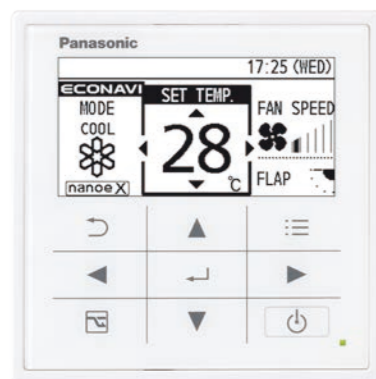 Panasonic
17:25 (WED)
ECONAVI
MODE
COOL
nanoe X
SET TEMP.
28
°C
FAN SPEED
FLAP